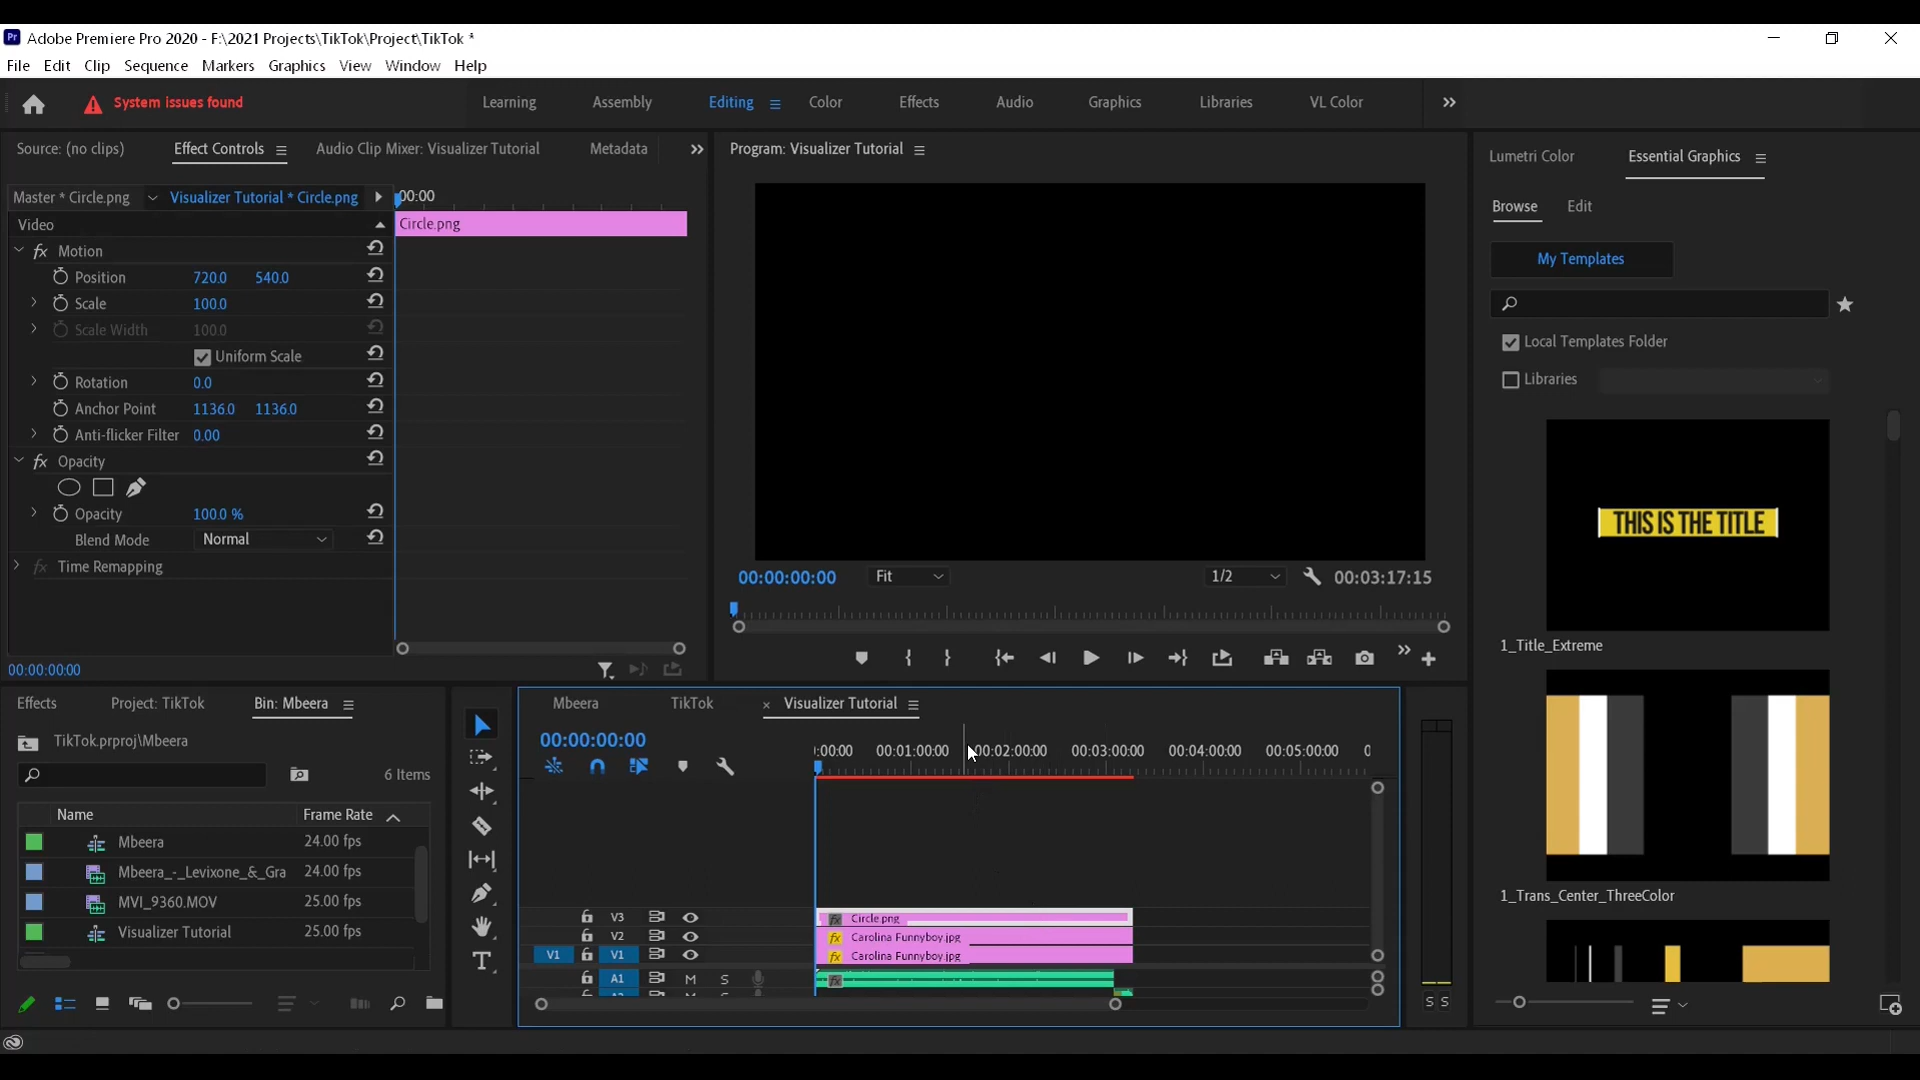 Adobe Premiere Pro 2020 - F:\2021 Projects\TikTok\Project\TikTok *
File Edit Clip Sequence Markers Graphics View Window Help
System issues found
Learning Assembly Editing Color Effects Audio Graphics Libraries VL Color
Source: (no clips) Effect Controls Audio Clip Mixer: Visualizer Tutorial Metadata
Program: Visualizer Tutorial
Lumetri Color Essential Graphics
Master * Circle.png Visualizer Tutorial * Circle.png
:00:00
Browse Edit
Video
Circle.png
Motion
My Templates
Position 720.0 540.0
Scale 100.0
Scale Width 100.0
Local Templates Folder
Uniform Scale
Libraries
Rotation 0.0
Anchor Point 1136.0 1136.0
Anti-flicker Filter 0.00
Opacity
Opacity 100.0 %
THIS IS THE TITLE
Blend Mode Normal
Time Remapping
00:00:00:00 Fit 1/2 00:03:17:15
1_Title_Extreme
00:00:00:00
Effects Project: TikTok Bin: Mbeera
Mbeera TikTok Visualizer Tutorial
TikTok.prproj\Mbeera
00:00:00:00
:00:00 00:01:00:00 00:02:00:00 00:03:00:00 00:04:00:00 00:05:00:00 0
6 Items
Name Frame Rate
Mbeera 24.00 fps
Mbeera_-_Levixone_&_Gra 24.00 fps
MVI_9360.MOV 25.00 fps
Visualizer Tutorial 25.00 fps
1_Trans_Center_ThreeColor
V3 fx Circle.png
V2 fx Carolina Funnyboy.jpg
V1 V1 fx Carolina Funnyboy.jpg
A1 M S fx
S S